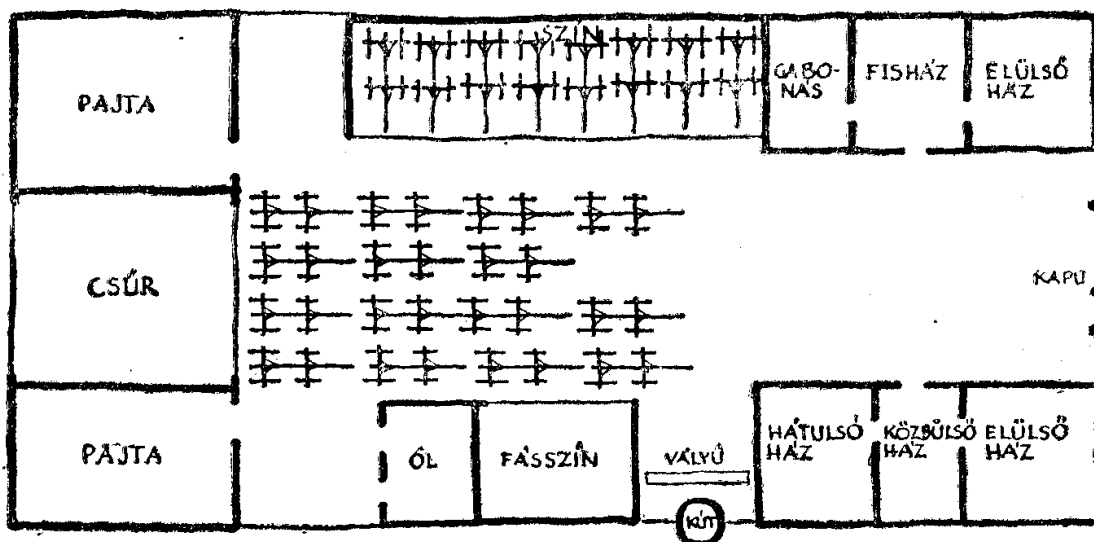 SZÍN
GABO-
NÁS
FISHÁZ
ELÜLSŐ
HÁZ
PAJTA
CSŰR
KAPU
PAJTA
ÓL
FÁSSZÍN
VÁLYÚ
KÚT
HÁTULSÓ
HÁZ
KÖZBÜLSŐ
HÁZ
ELÜLSŐ
HÁZ